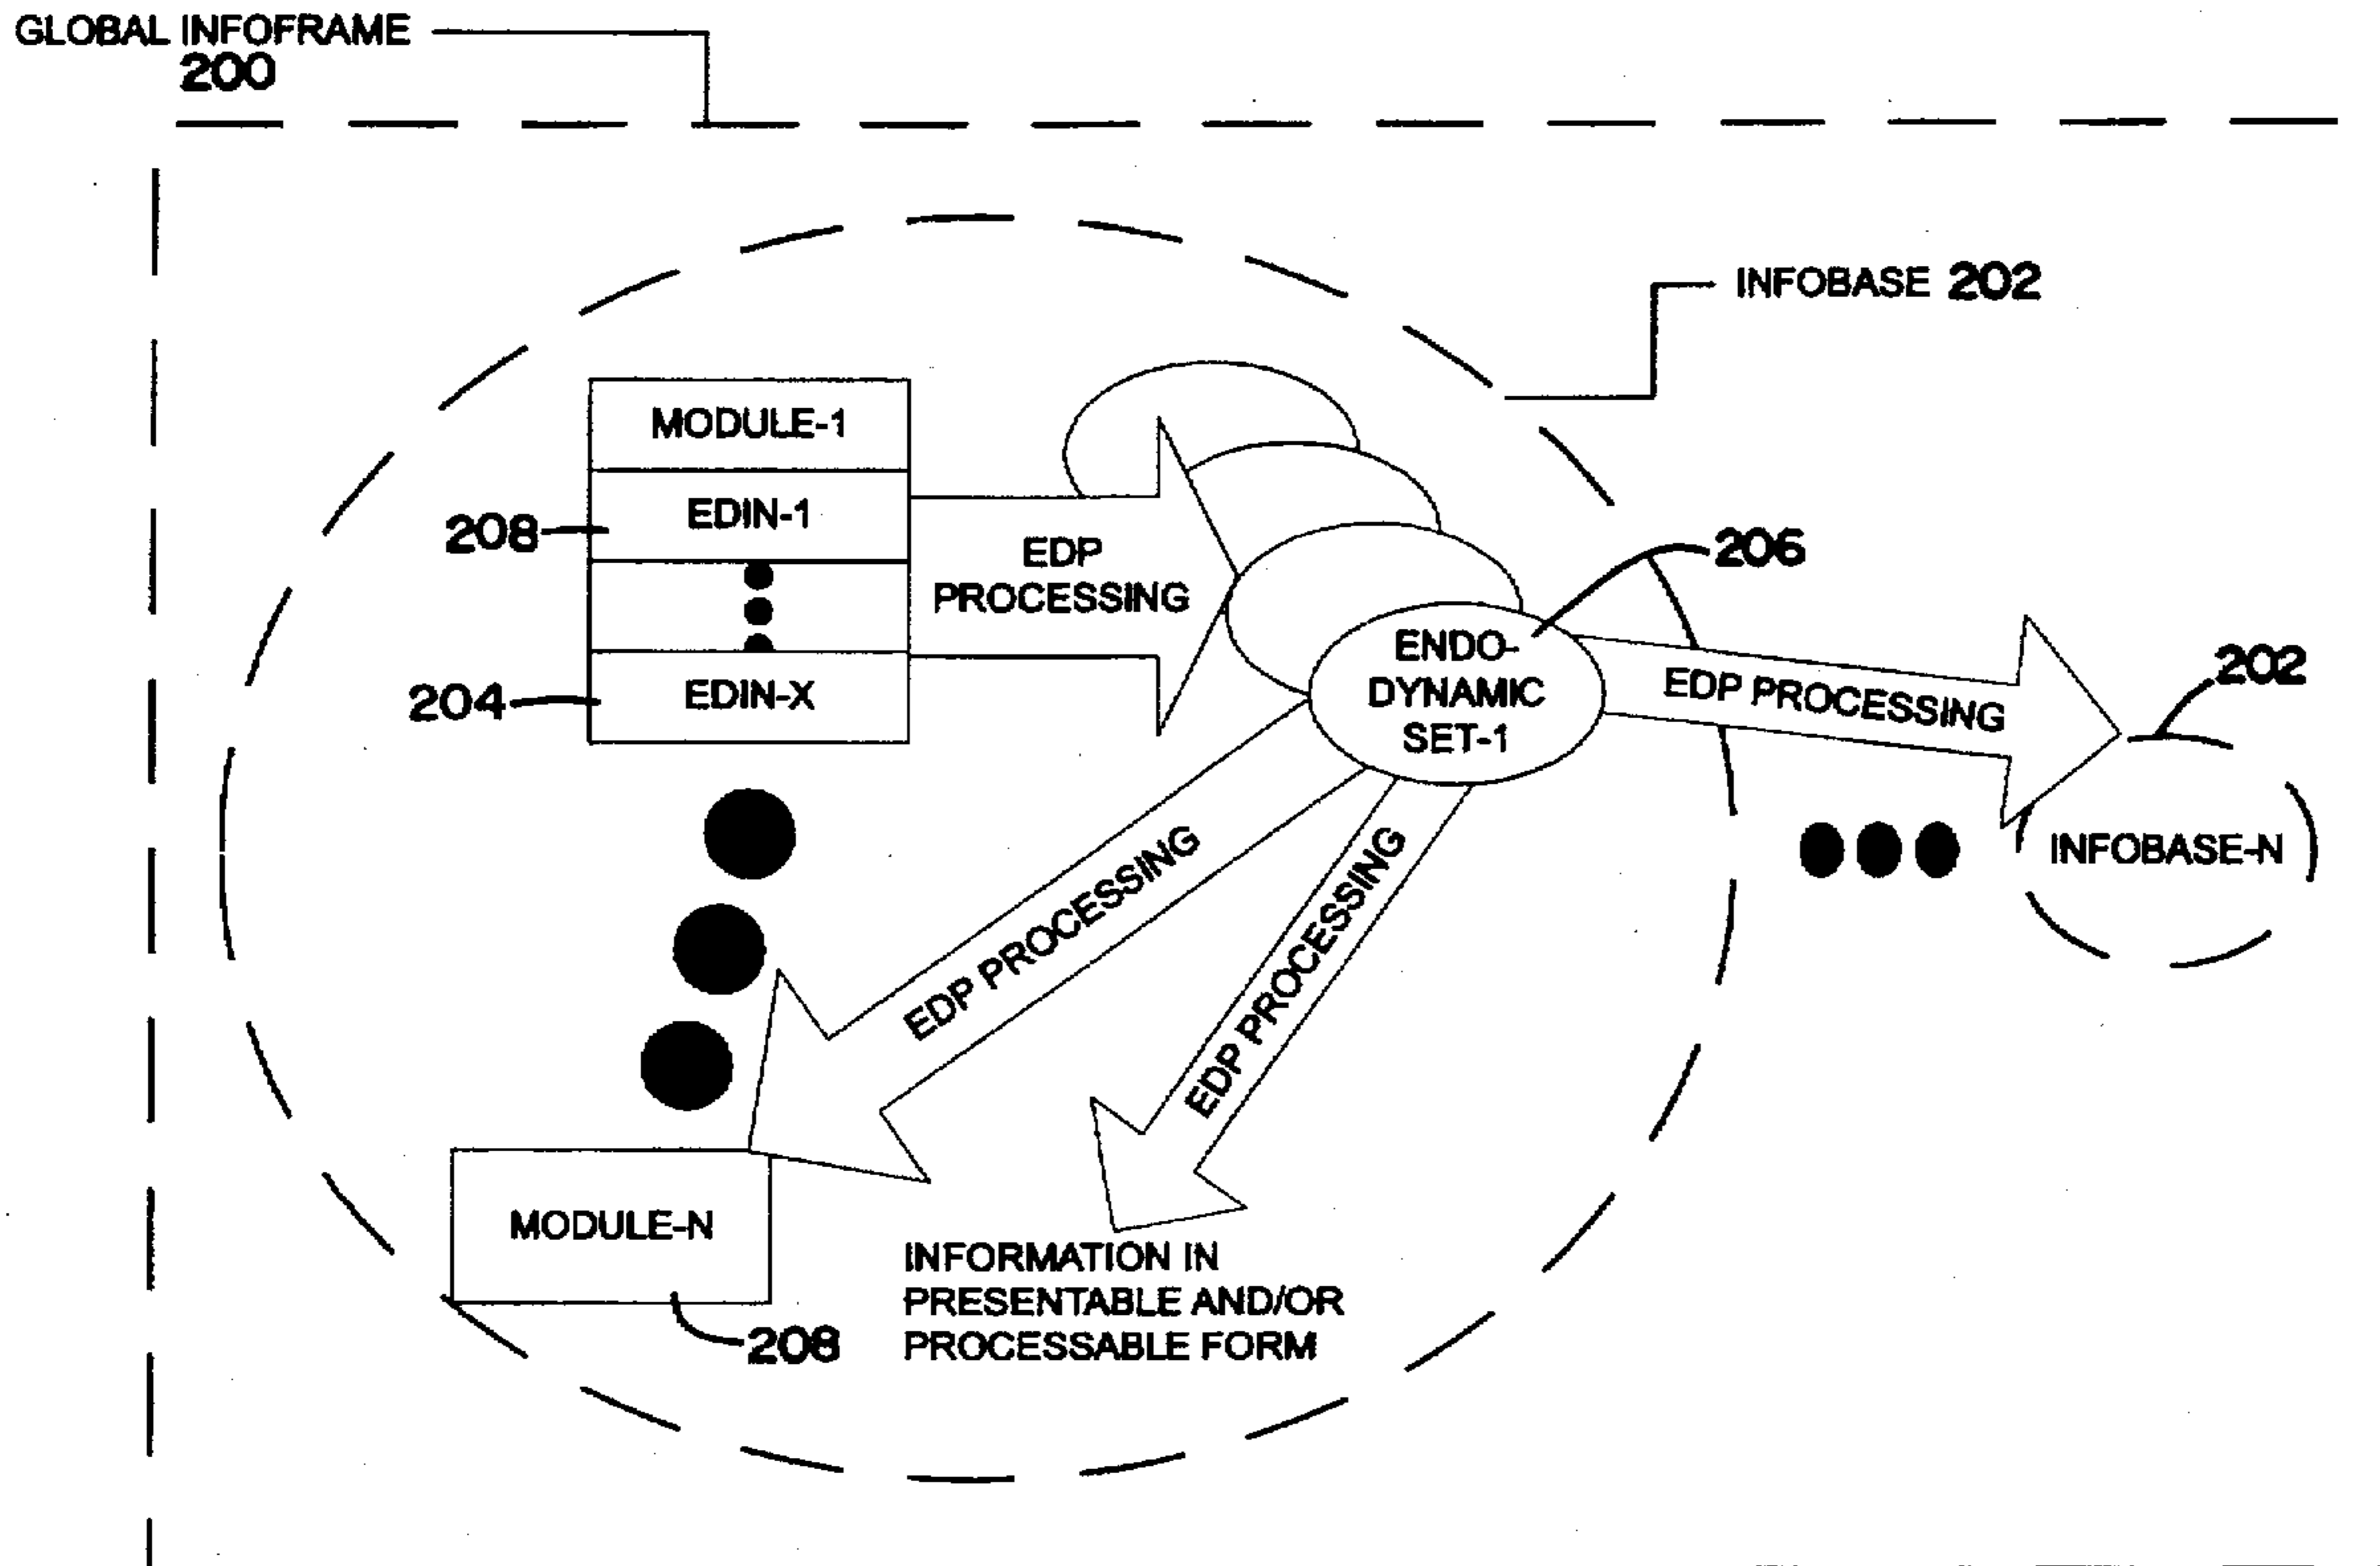 GLOBAL INFOFRAME
200
INFOBASE 202
MODULE-1
208
EDIN-1
EDP
PROCESSING
206
204
EDIN-X
ENDO-
DYNAMIC
SET-1
EDP PROCESSING
202
EDP PROCESSING
EDP PROCESSING
INFOBASE-N
MODULE-N
208
INFORMATION IN
PRESENTABLE AND/OR
PROCESSABLE FORM